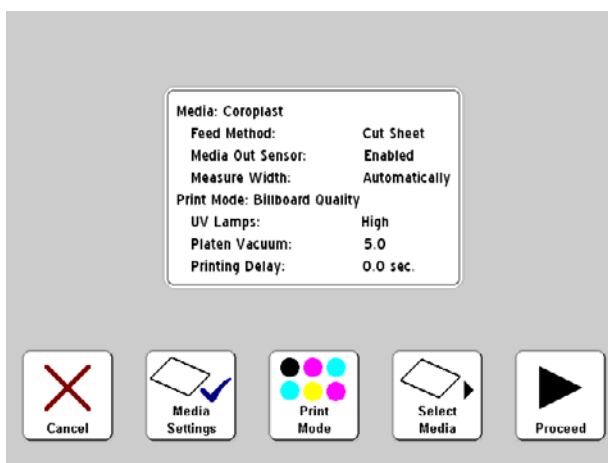 Media: Coroplast
Feed Method: Cut Sheet
Media Out Sensor: Enabled
Measure Width: Automatically
Print Mode: Billboard Quality
UV Lamps: High
Platen Vacuum: 5.0
Printing Delay: 0.0 sec.
Cancel
Media
Settings
Print
Mode
Select
Media
Proceed